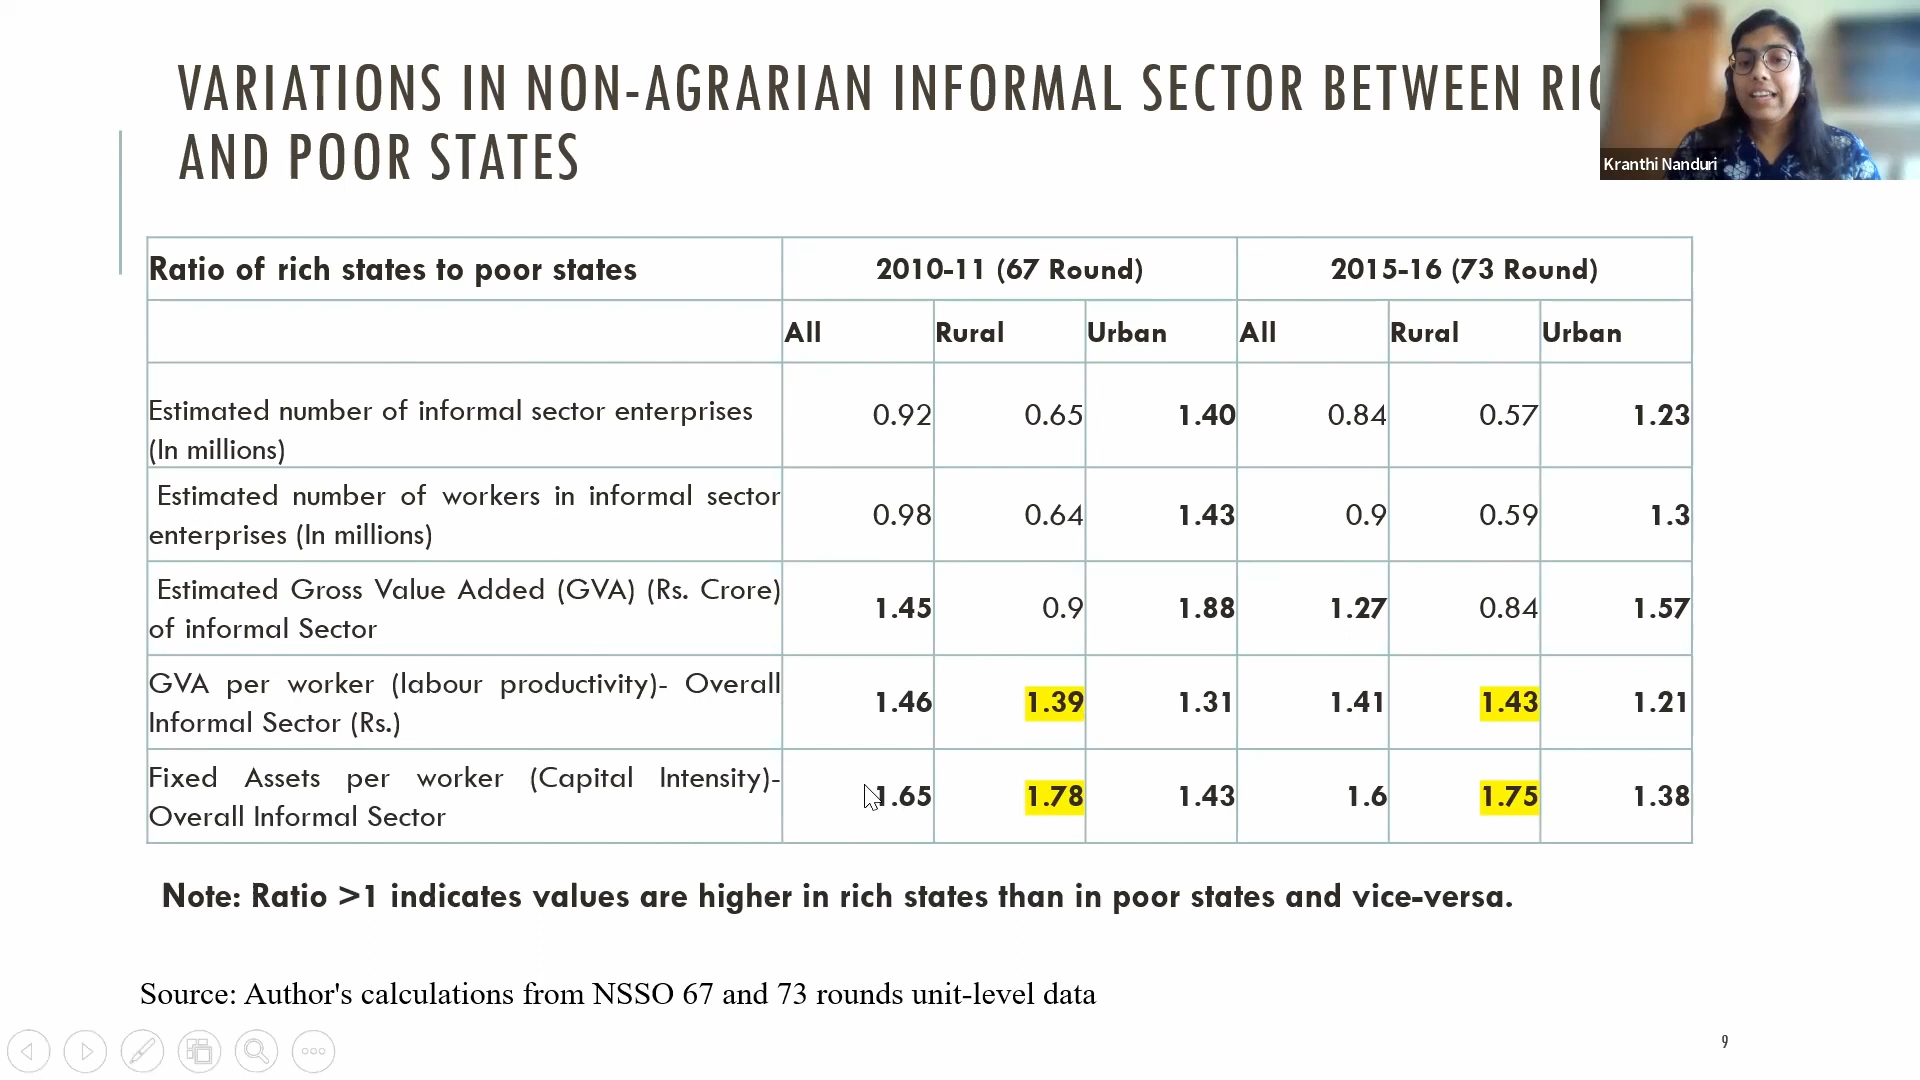 VARIATIONS IN NON-AGRARIAN INFORMAL SECTOR BETWEEN
AND POOR STATES
Kranthi Nanduri
Ratio of rich states to poor states 2010-11 (67 Round) 2015-16 (73 Round)
All Rural Urban All Rural Urban
Estimated number of informal sector enterprises
(In millions) 0.92 0.65 1.40 0.84 0.57 1.23
Estimated number of workers in informal sector
enterprises (In millions) 0.98 0.64 1.43 0.9 0.59 1.3
Estimated Gross Value Added (GVA) (Rs. Crore)
of informal Sector 1.45 0.9 1.88 1.27 0.84 1.57
GVA per worker (labour productivity)- Overall
Informal Sector (Rs.) 1.46 1.39 1.31 1.41 1.43 1.21
Fixed Assets per worker (Capital Intensity)-
Overall Informal Sector 1.65 1.78 1.43 1.6 1.75 1.38
Note: Ratio >1 indicates values are higher in rich states than in poor states and vice-versa.
Source: Author's calculations from NSSO 67 and 73 rounds unit-level data
9